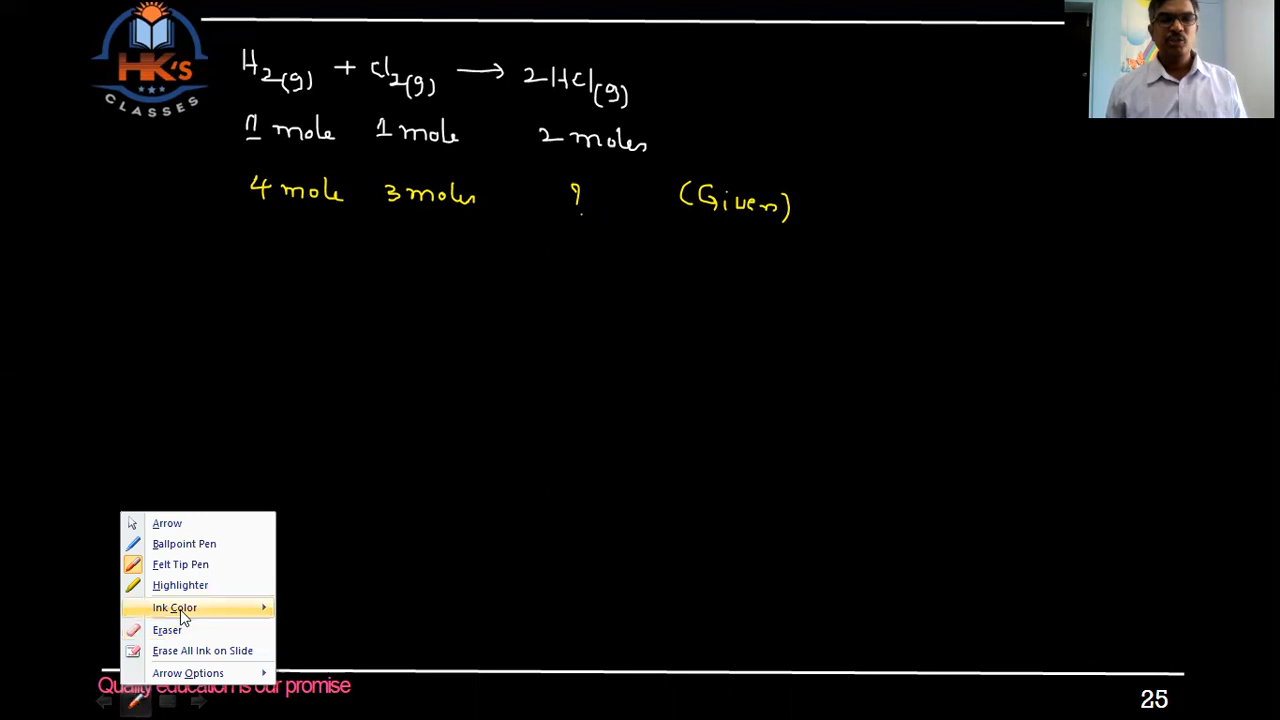 HK'S
CLASSES
H2(g) + Cl2(g) → 2HCl(g)
1 mole 1 mole 2 moles
4 mole 3 moles ? (Given)
Arrow
Ballpoint Pen
Felt Tip Pen
Highlighter
Ink Color
Eraser
Erase All Ink on Slide
Arrow Options
Quality education is our promise
25